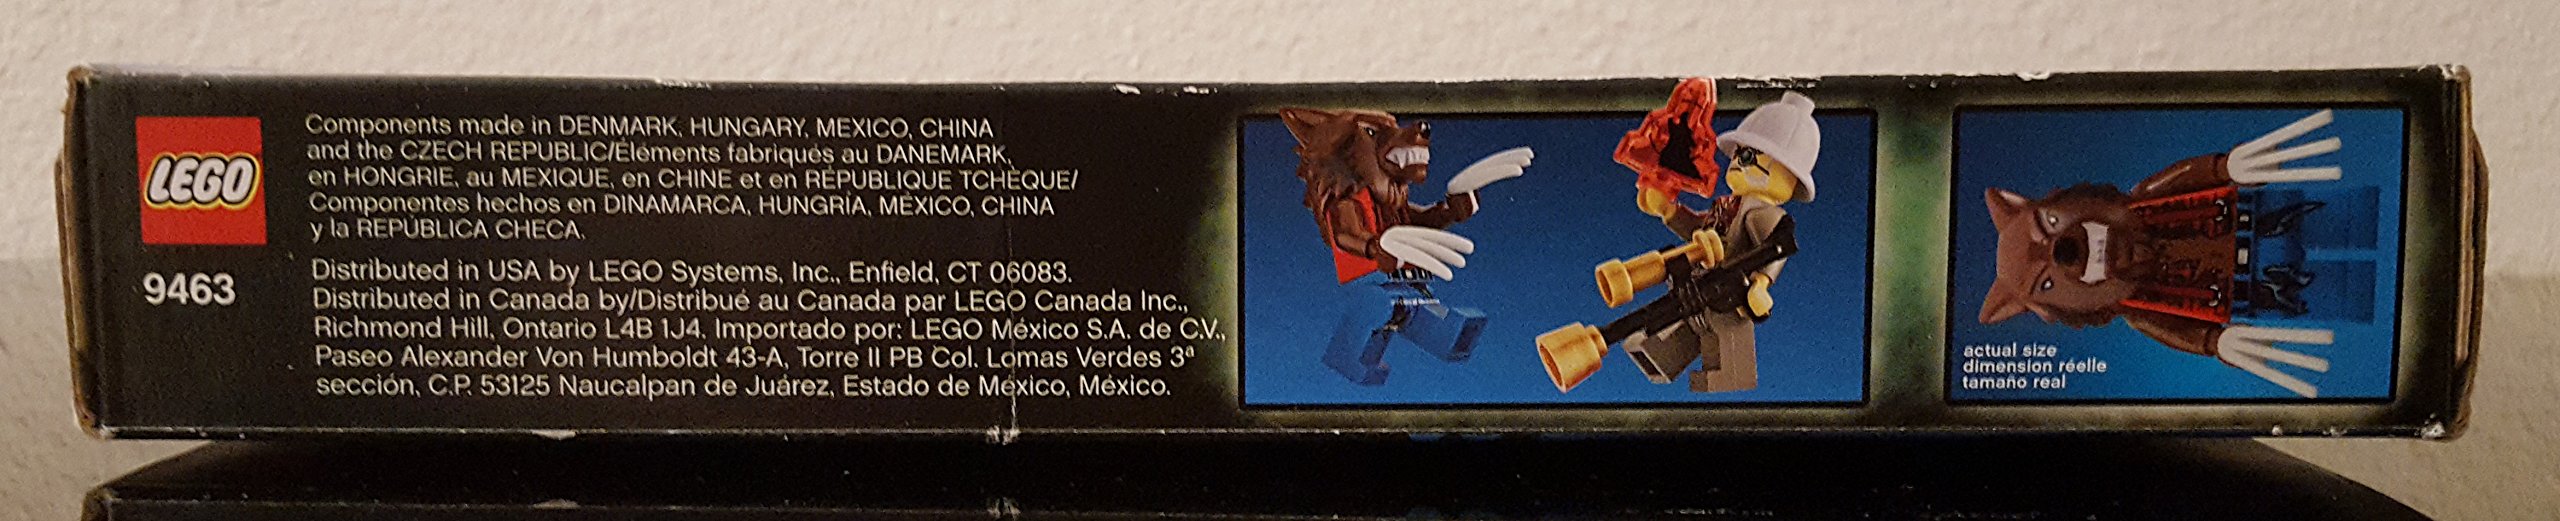 LEGO
9463
Components made in DENMARK, HUNGARY, MEXICO, CHINA
and the CZECH REPUBLIC/Éléments fabriqués au DANEMARK,
en HONGRIE, au MEXIQUE, en CHINE et en RÉPUBLIQUE TCHÈQUE/
Componentes hechos en DINAMARCA, HUNGRÍA, MÉXICO, CHINA
y la REPÚBLICA CHECA.
Distributed in USA by LEGO Systems, Inc., Enfield, CT 06083.
Distributed in Canada by/Distribué au Canada par LEGO Canada Inc.,
Richmond Hill, Ontario L4B 1J4. Importado por: LEGO México S.A. de C.V.,
Paseo Alexander Von Humboldt 43-A, Torre II PB Col. Lomas Verdes 3ª
sección, C.P. 53125 Naucalpan de Juárez, Estado de México, México.
actual size
dimension réelle
tamaño real